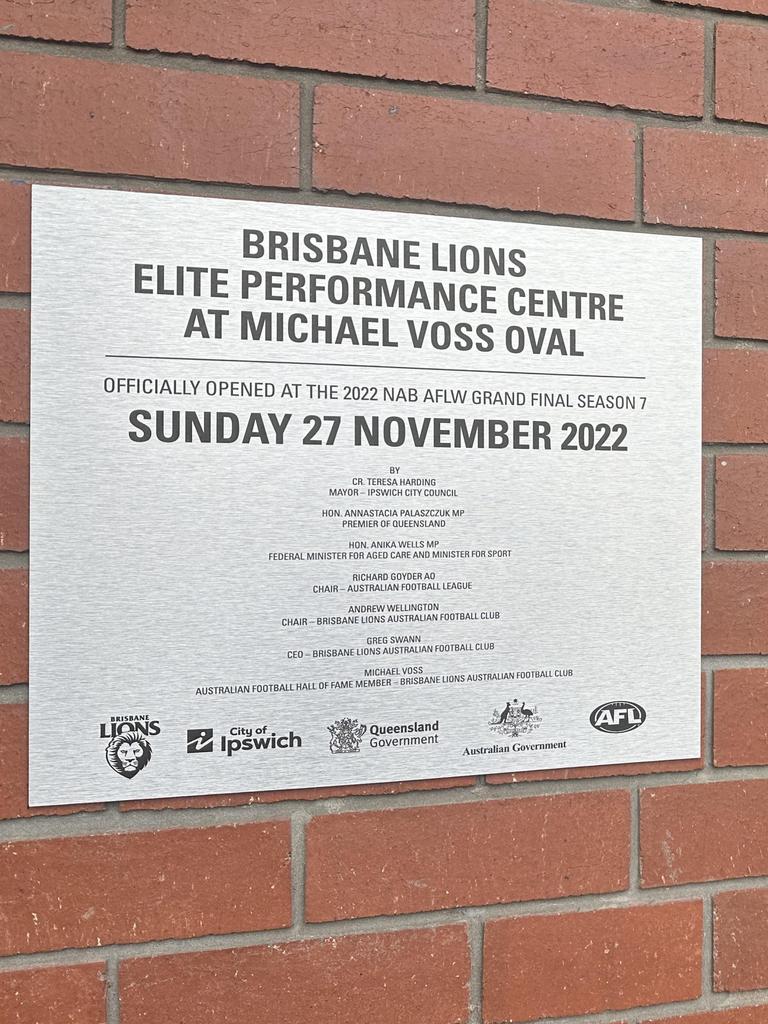 BRISBANE LIONS
ELITE PERFORMANCE CENTRE
AT MICHAEL VOSS OVAL
OFFICIALLY OPENED AT THE 2022 NAB AFLW GRAND FINAL SEASON 7
SUNDAY 27 NOVEMBER 2022
BY
CR. TERESA HARDING
MAYOR – IPSWICH CITY COUNCIL
HON. ANNASTACIA PALASZCZUK MP
PREMIER OF QUEENSLAND
HON. ANIKA WELLS MP
FEDERAL MINISTER FOR AGED CARE AND MINISTER FOR SPORT
RICHARD GOYDER AO
CHAIR – AUSTRALIAN FOOTBALL LEAGUE
ANDREW WELLINGTON
CHAIR – BRISBANE LIONS AUSTRALIAN FOOTBALL CLUB
GREG SWANN
CEO – BRISBANE LIONS AUSTRALIAN FOOTBALL CLUB
MICHAEL VOSS
AUSTRALIAN FOOTBALL HALL OF FAME MEMBER – BRISBANE LIONS AUSTRALIAN FOOTBALL CLUB
BRISBANE
LIONS
City of
Ipswich
Queensland
Government
Australian Government
AFL